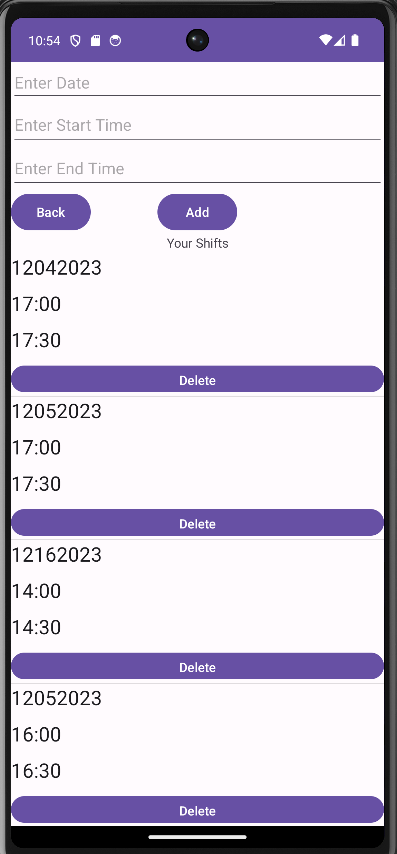 10:54
Enter Date
Enter Start Time
Enter End Time
Back Add
Your Shifts
12042023
17:00
17:30
Delete
12052023
17:00
17:30
Delete
12162023
14:00
14:30
Delete
12052023
16:00
16:30
Delete